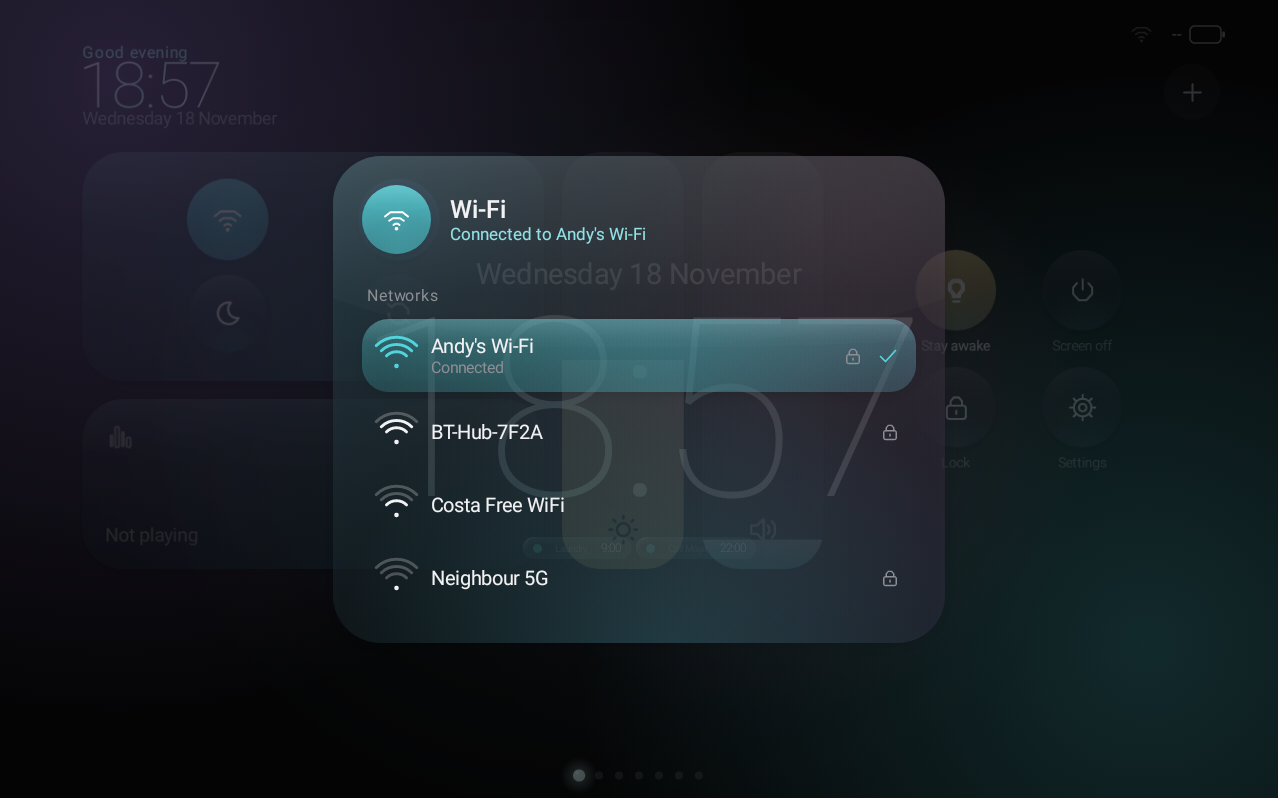 Good evening
18:57
Wednesday 18 November
--
Wi-Fi
Connected to Andy's Wi-Fi
Wednesday 18 November
Networks
18:57
Andy's Wi-Fi
Connected
Stay awake
Screen off
BT-Hub-7F2A
Lock
Settings
Costa Free WiFi
Not playing
9:00
22:00
Neighbour 5G